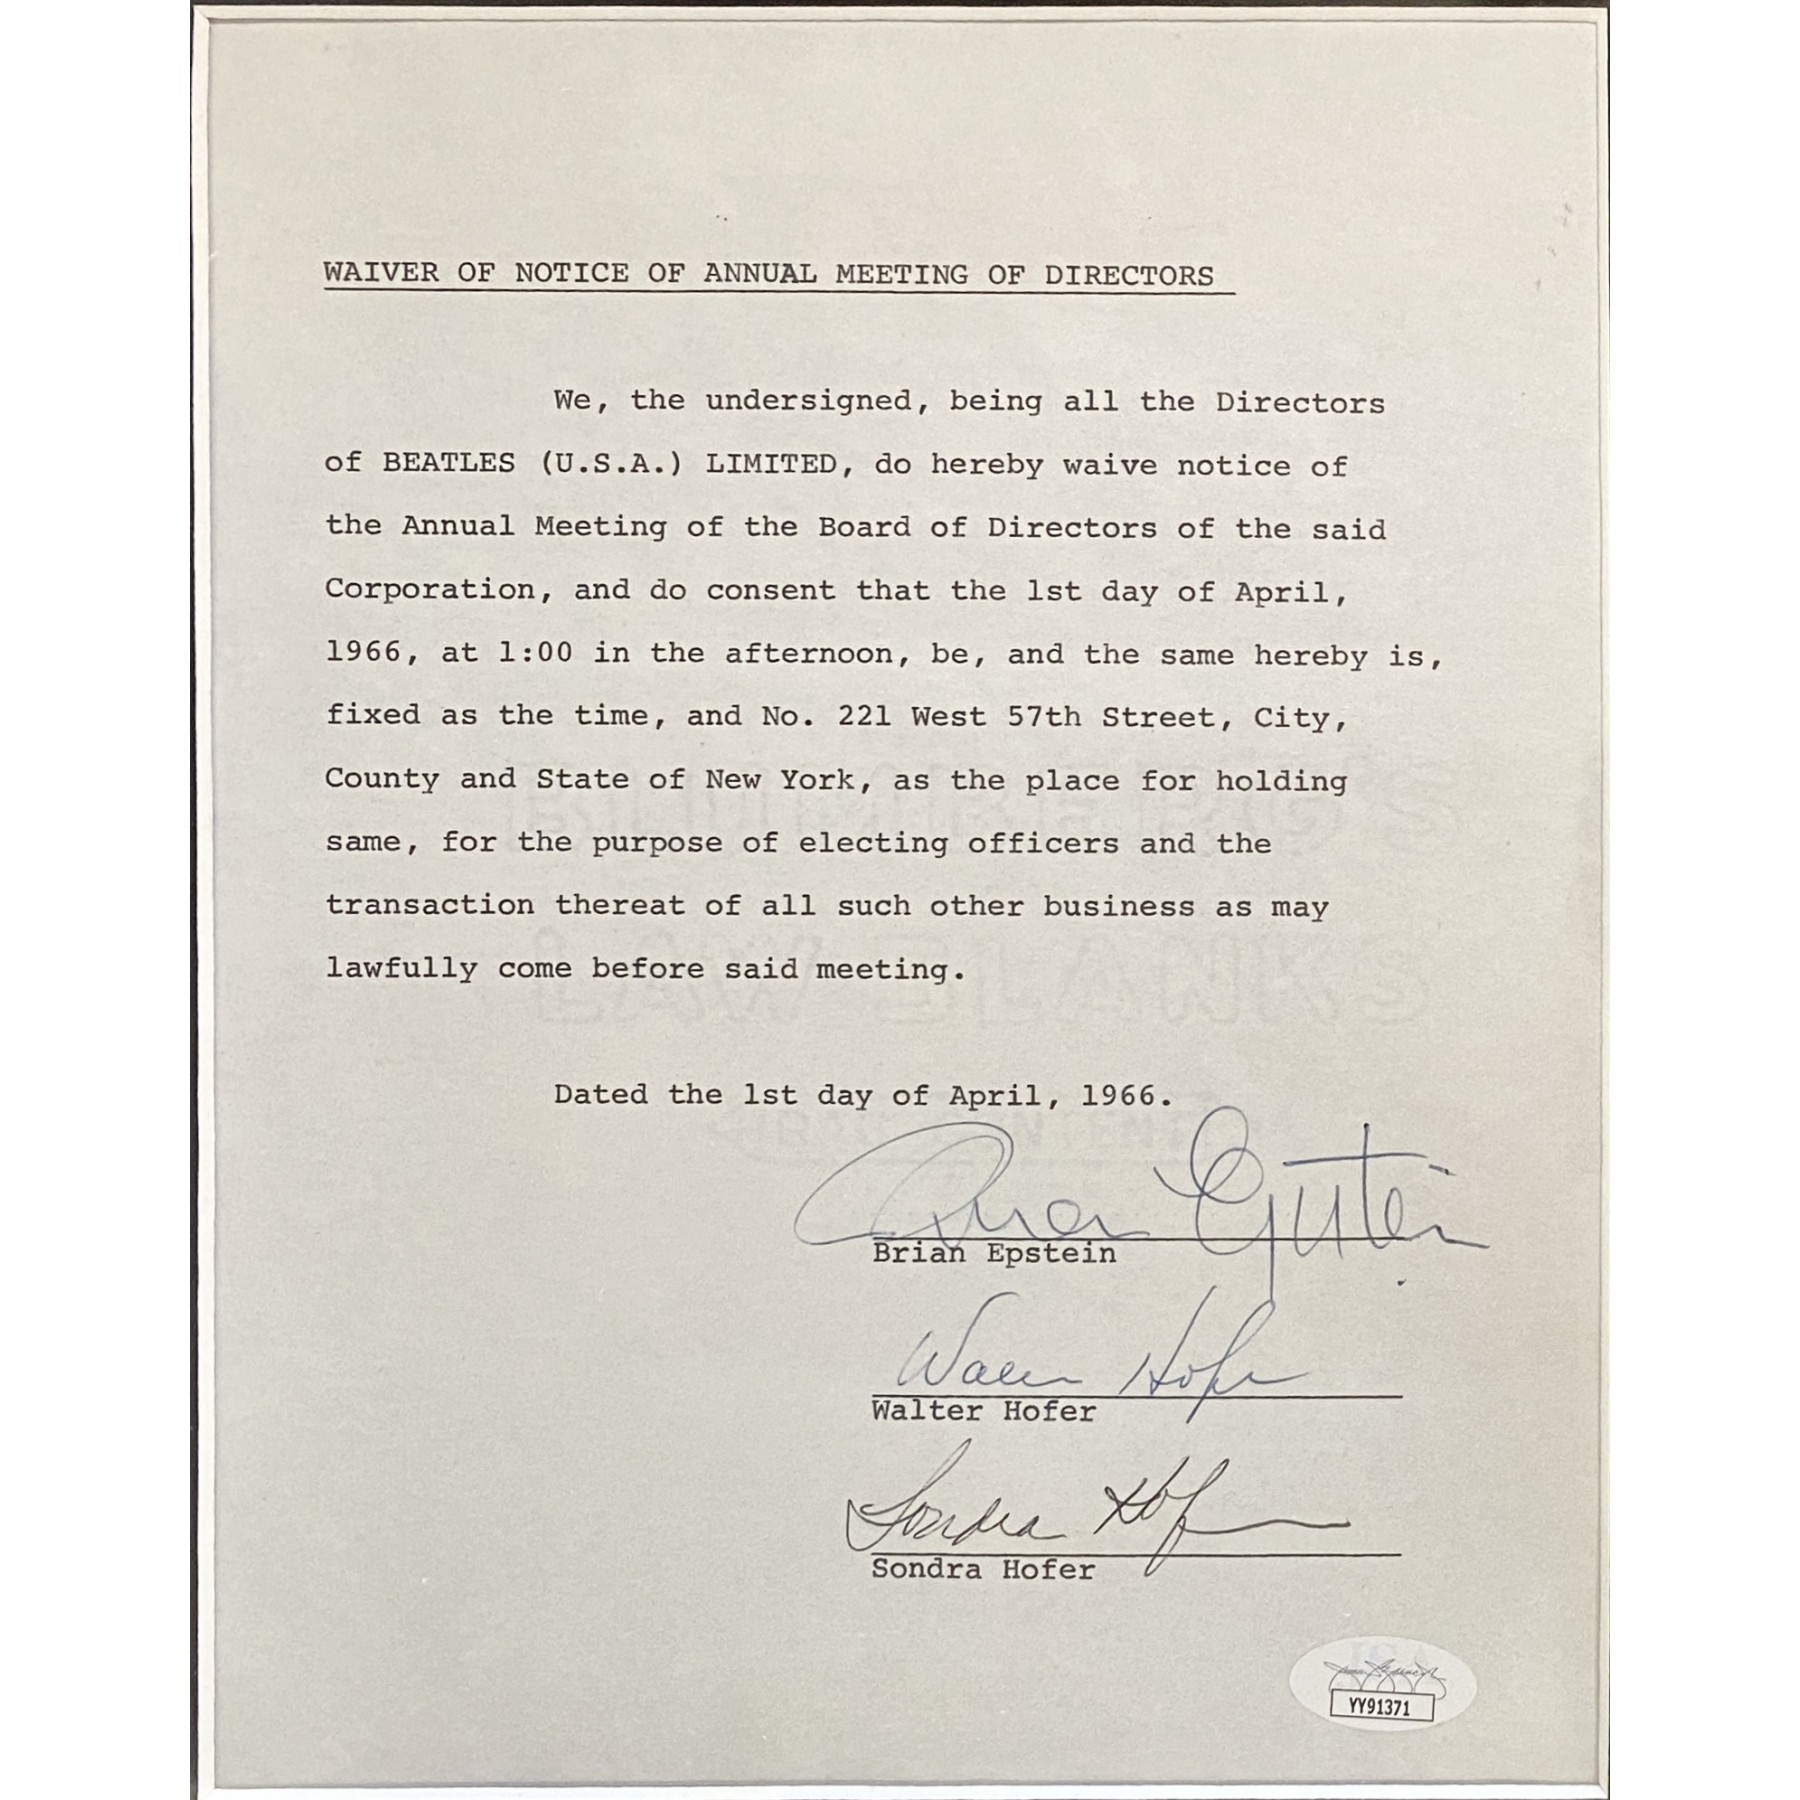 WAIVER OF NOTICE OF ANNUAL MEETING OF DIRECTORS
We, the undersigned, being all the Directors
of BEATLES (U.S.A.) LIMITED, do hereby waive notice of
the Annual Meeting of the Board of Directors of the said
Corporation, and do consent that the 1st day of April,
1966, at 1:00 in the afternoon, be, and the same hereby is,
fixed as the time, and No. 221 West 57th Street, City,
County and State of New York, as the place for holding
same, for the purpose of electing officers and the
transaction thereat of all such other business as may
lawfully come before said meeting.
Dated the 1st day of April, 1966.
Brian Epstein
Brian Epstein
Walter Hofer
Walter Hofer
Sondra Hofer
Sondra Hofer
YY91371